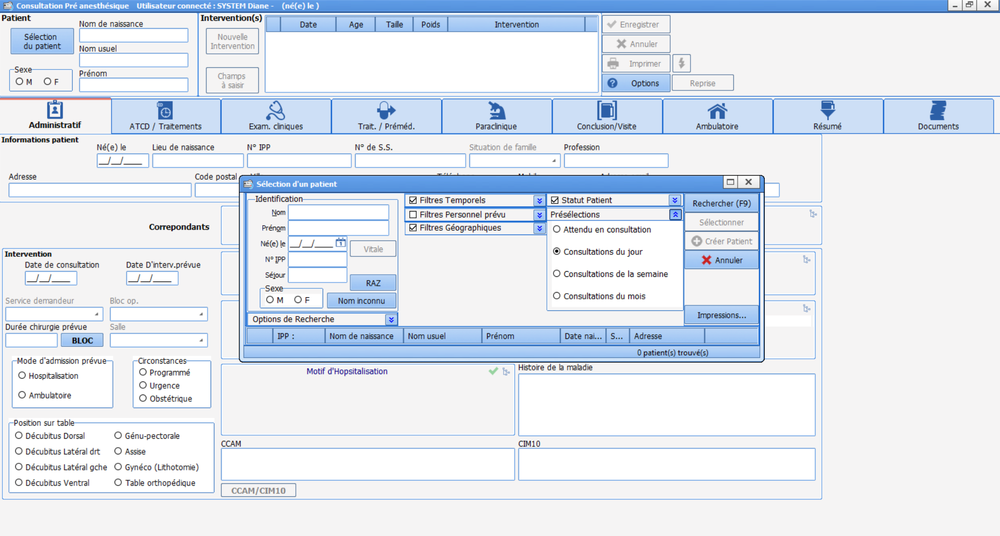 Consultation Pré anesthésique Utilisateur connecté : SYSTEM Diane - (né(e) le )
Patient
Nom de naissance
Sélection
du patient
Nom usuel
Sexe
M F
Prénom
Intervention(s)
Nouvelle
Intervention
Champs
à saisir
Date Age Taille Poids Intervention
Enregistrer
Annuler
Imprimer
Options Reprise
Administratif ATCD / Traitements Exam. cliniques Trait. / Préméd. Paraclinique Conclusion/Visite Ambulatoire Résumé Documents
Informations patient
Né(e) le Lieu de naissance N° IPP N° de S.S. Situation de famille Profession
__/__/____
Adresse Code postal
Correpondants
Sélection d'un patient
Identification
Nom
Prénom
Né(e) le __/__/____
N° IPP
Séjour
Vitale
RAZ
Sexe
M F
Nom inconnu
Options de Recherche
Filtres Temporels
Filtres Personnel prévu
Filtres Géographiques
Statut Patient
Présélections
Attendu en consultation
Consultations du jour
Consultations de la semaine
Consultations du mois
Rechercher (F9)
Sélectionner
Créer Patient
Annuler
Impressions...
IPP : Nom de naissance Nom usuel Prénom Date nai... S... Adresse
0 patient(s) trouvé(s)
Intervention
Date de consultation Date D'interv.prévue
__/__/____ __/__/____
Service demandeur Bloc op.
Durée chirurgie prévue Salle
BLOC
Mode d'admission prévue
Hospitalisation
Ambulatoire
Circonstances
Programmé
Urgence
Obstétrique
Position sur table
Décubitus Dorsal Génu-pectorale
Décubitus Latéral drt Assise
Décubitus Latéral gche Gynéco (Lithotomie)
Décubitus Ventral Table orthopédique
Motif d'Hopsitalisation
Histoire de la maladie
CCAM
CIM10
CCAM/CIM10